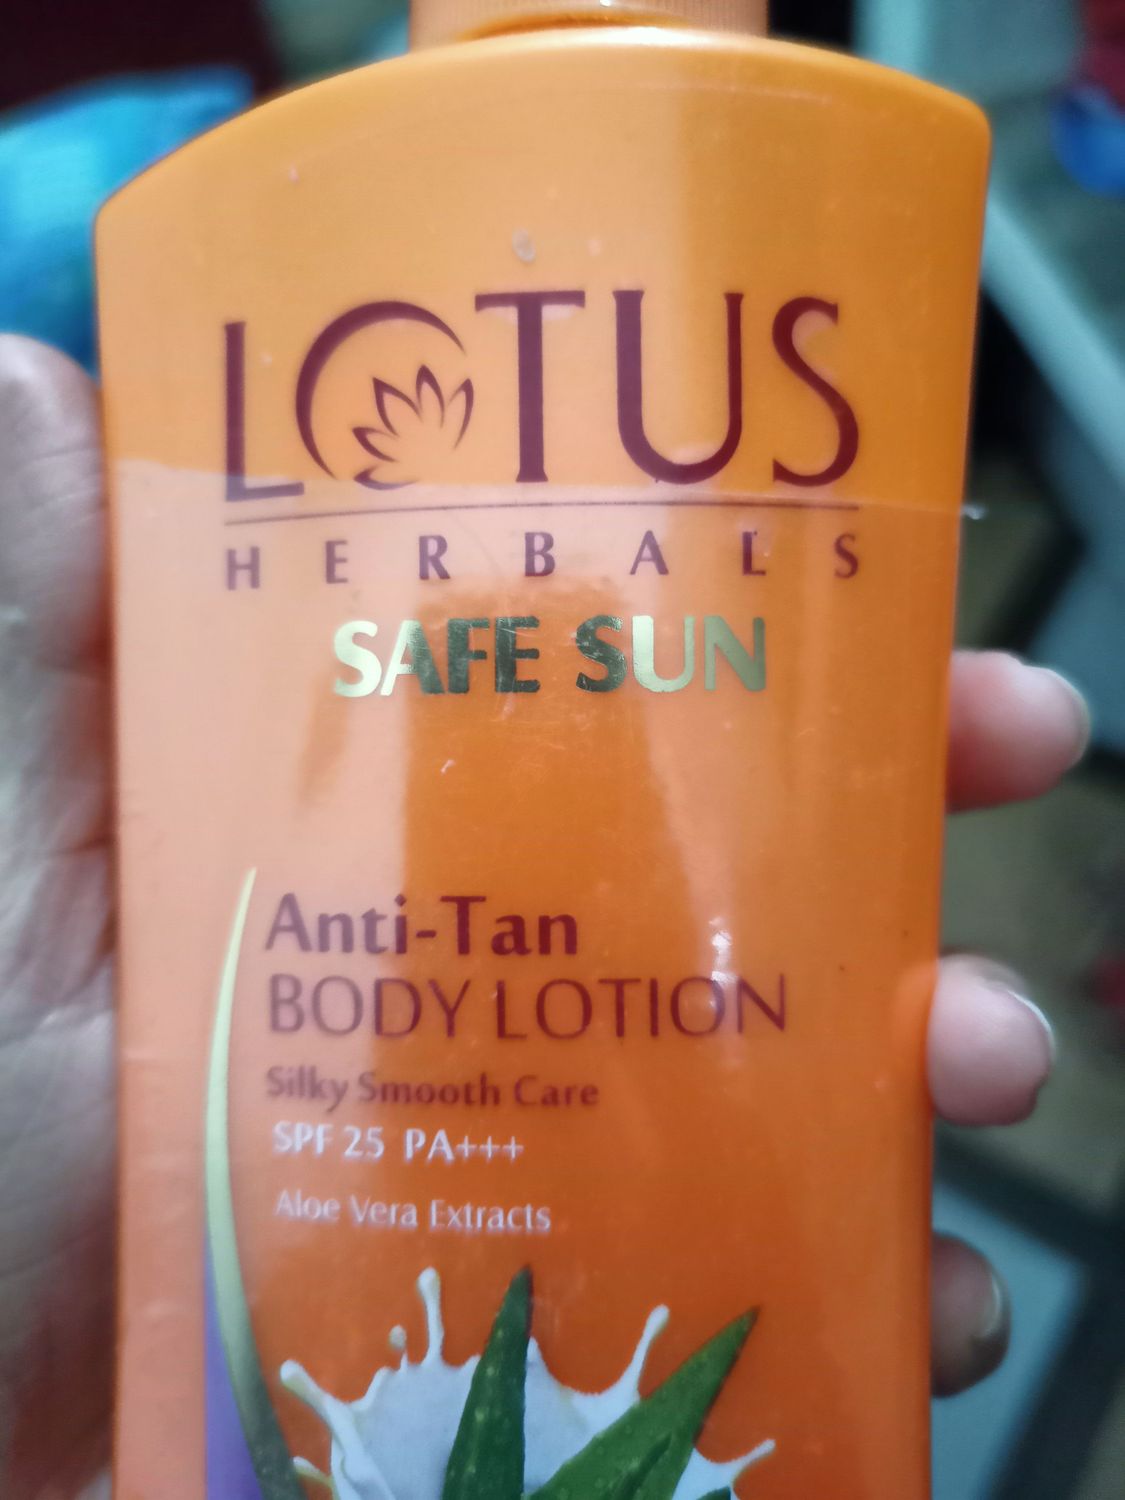 LOTUS
HERBALS
SAFE SUN
Anti-Tan
BODY LOTION
Silky Smooth Care
SPF 25 PA+++
Aloe Vera Extracts